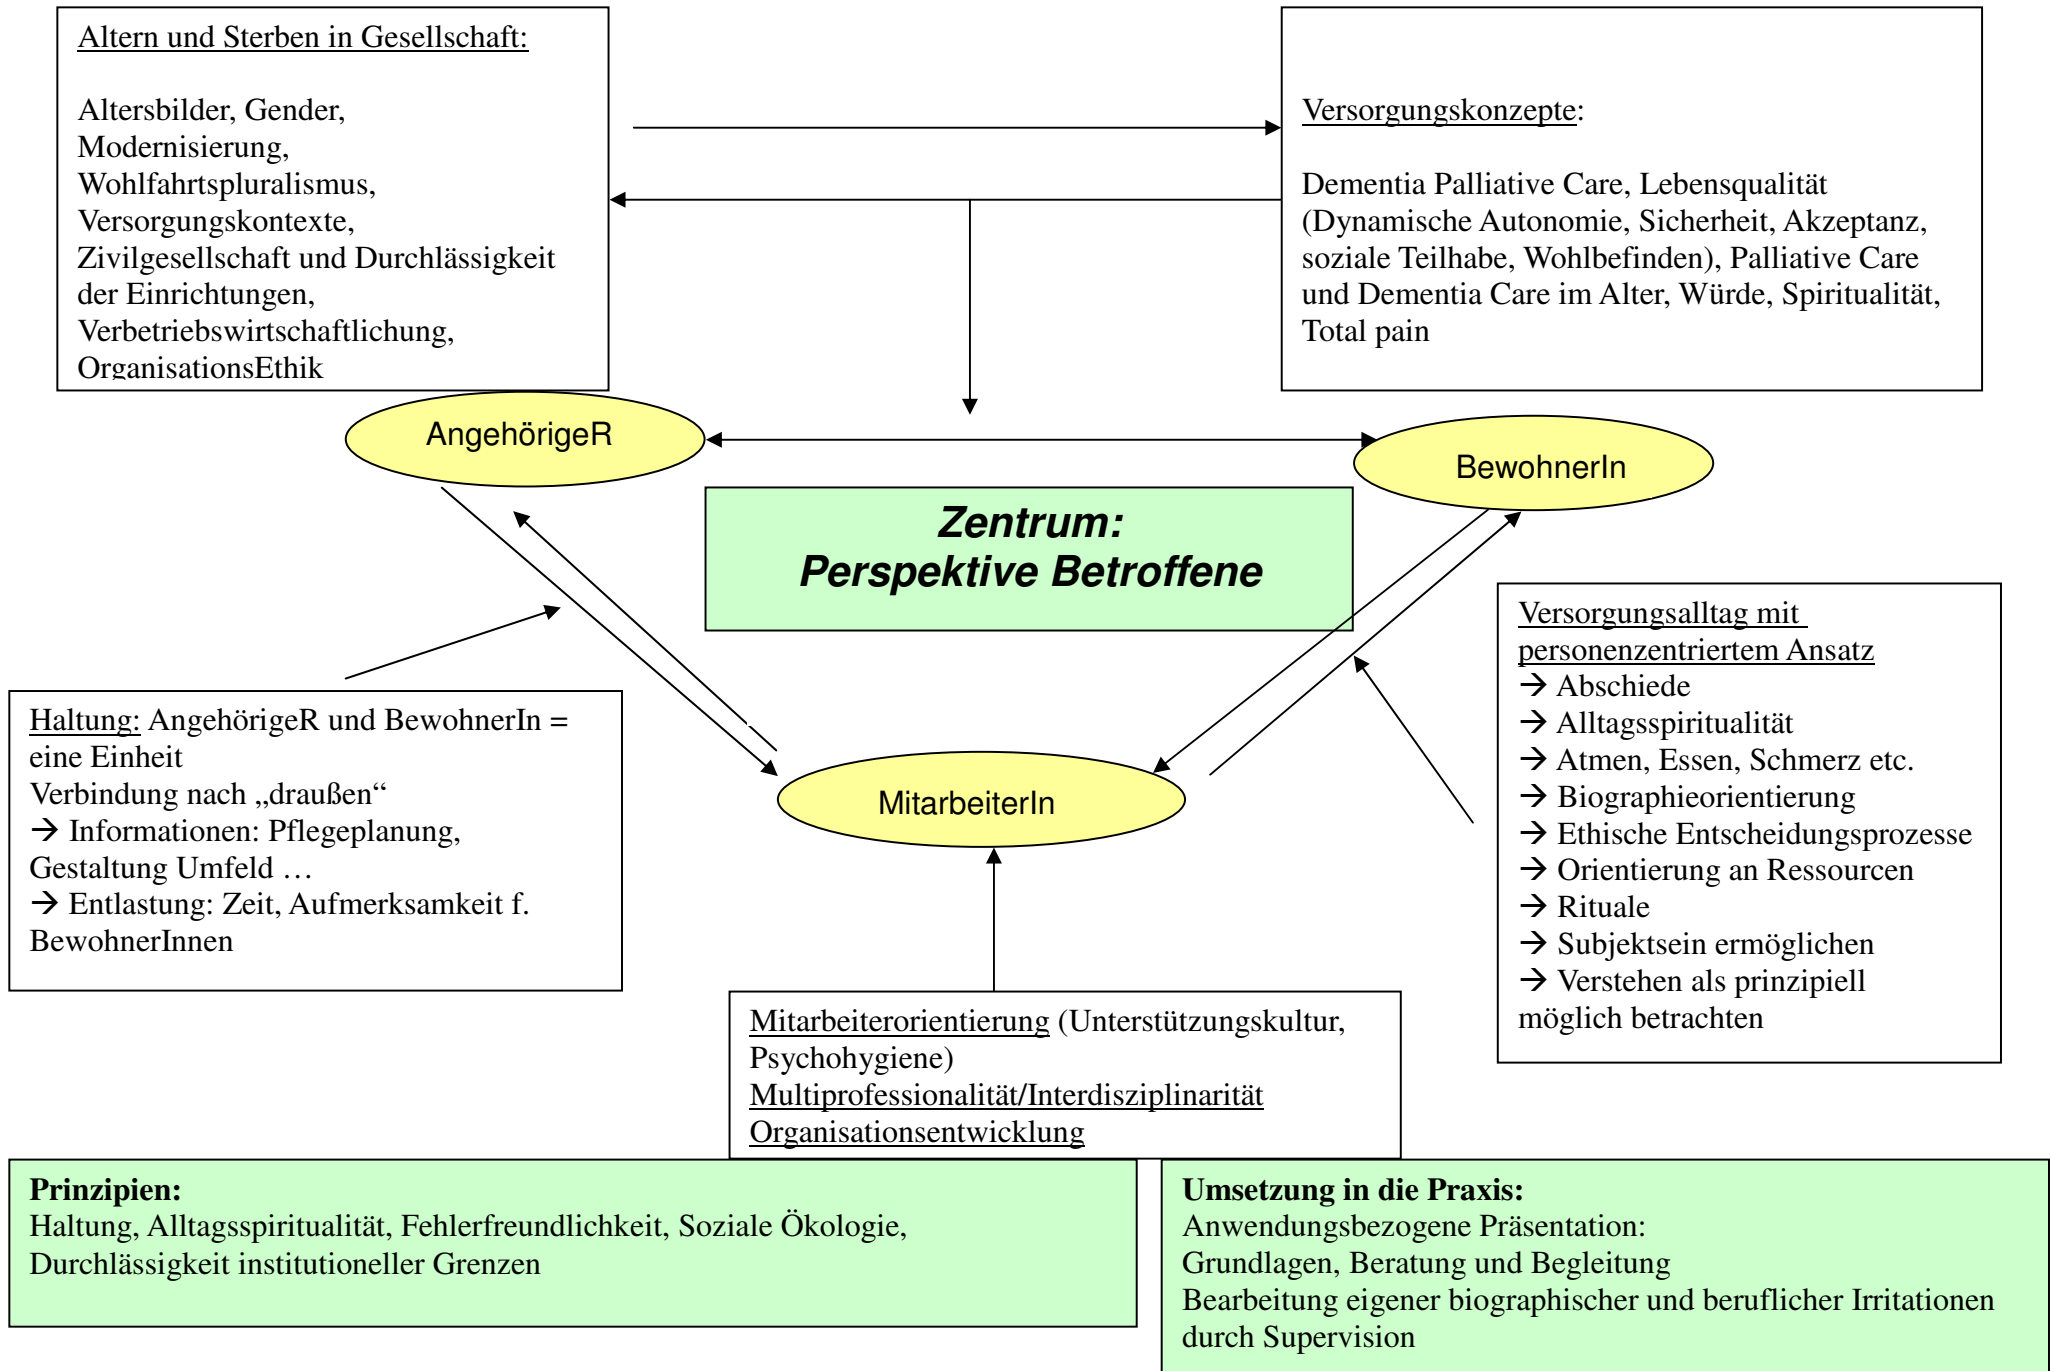 Altern und Sterben in Gesellschaft:
Altersbilder, Gender,
Modernisierung,
Wohlfahrtspluralismus,
Versorgungskontexte,
Zivilgesellschaft und Durchlässigkeit
der Einrichtungen,
Verbetriebswirtschaftlichung,
OrganisationsEthik
Versorgungskonzepte:
Dementia Palliative Care, Lebensqualität
(Dynamische Autonomie, Sicherheit, Akzeptanz,
soziale Teilhabe, Wohlbefinden), Palliative Care
und Dementia Care im Alter, Würde, Spiritualität,
Total pain
AngehörigeR
BewohnerIn
Zentrum:
Perspektive Betroffene
Haltung: AngehörigeR und BewohnerIn =
eine Einheit
Verbindung nach „draußen“
→ Informationen: Pflegeplanung,
Gestaltung Umfeld …
→ Entlastung: Zeit, Aufmerksamkeit f.
BewohnerInnen
MitarbeiterIn
Versorgungsalltag mit
personenzentriertem Ansatz
→ Abschiede
→ Alltagsspiritualität
→ Atmen, Essen, Schmerz etc.
→ Biographieorientierung
→ Ethische Entscheidungsprozesse
→ Orientierung an Ressourcen
→ Rituale
→ Subjektsein ermöglichen
→ Verstehen als prinzipiell
möglich betrachten
Mitarbeiterorientierung (Unterstützungskultur,
Psychohygiene)
Multiprofessionalität/Interdisziplinarität
Organisationsentwicklung
Prinzipien:
Haltung, Alltagsspiritualität, Fehlerfreundlichkeit, Soziale Ökologie,
Durchlässigkeit institutioneller Grenzen
Umsetzung in die Praxis:
Anwendungsbezogene Präsentation:
Grundlagen, Beratung und Begleitung
Bearbeitung eigener biographischer und beruflicher Irritationen
durch Supervision